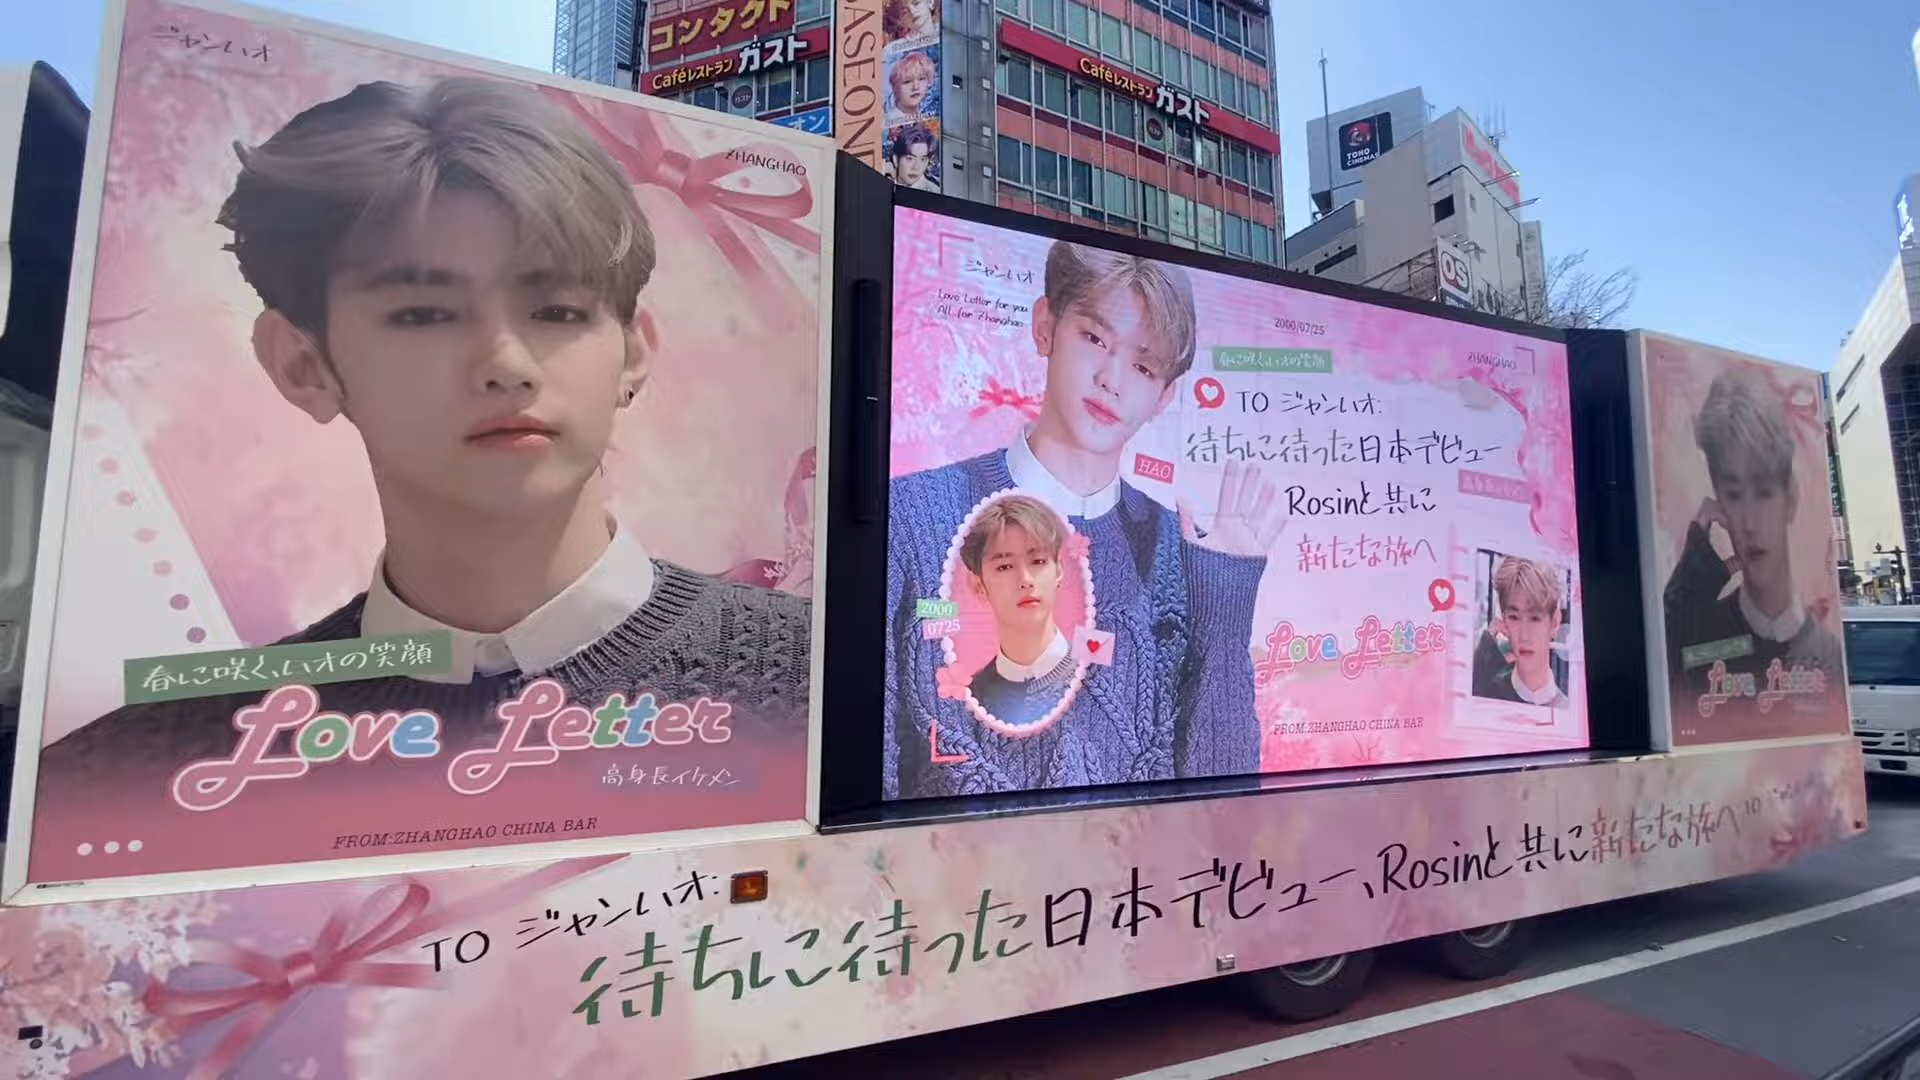 ジャンハオ
ZHANGHAO
春に咲く、ハオの笑顔
Love Letter
高身長イケメン
FROM:ZHANGHAO CHINA BAR
コンタクト
Caféレストラン ガスト
オン
Caféレストラン ガスト
TOHO
CINEMAS
OS
ジャンハオ
Love Letter for you
All for Zhanghao
2000/07/25
ZHANGHAO
春に咲く、ハオの笑顔
TO ジャンハオ:
待ちに待った日本デビュー
HAO
Rosinと共に
新たな旅へ
2000
0725
Love Letter
FROM:ZHANGHAO CHINA BAR
Love Letter
TO ジャンハオ:
待ちに待った日本デビュー、Rosinと共に新たな旅へ TO